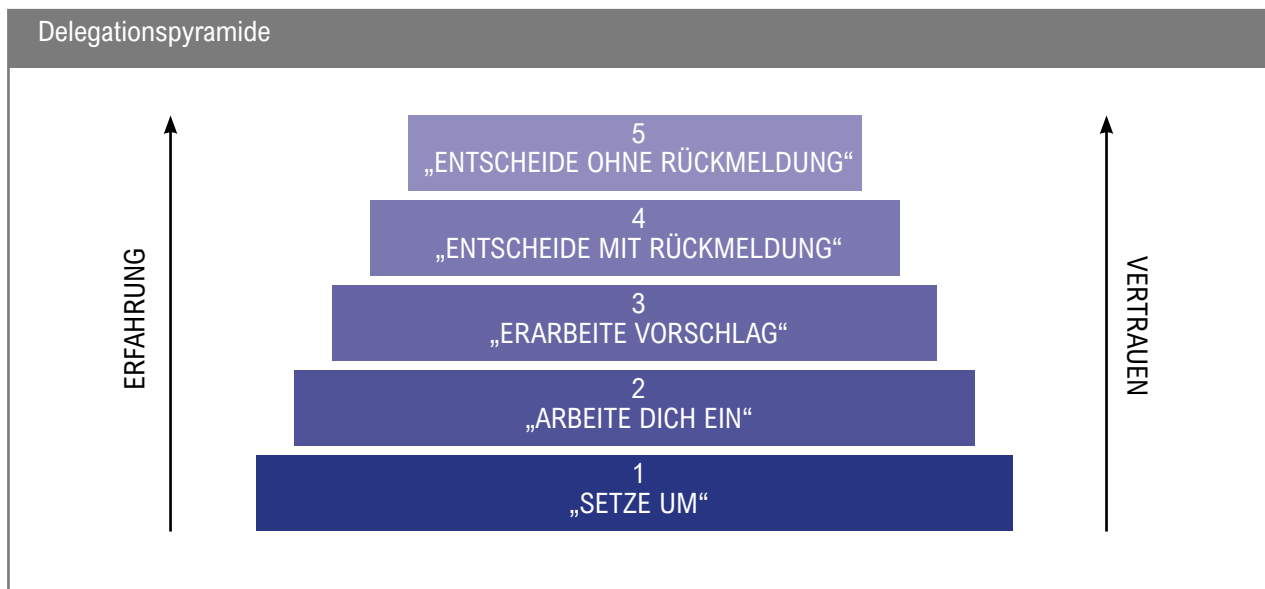 Delegationspyramide
5
„ENTSCHEIDE OHNE RÜCKMELDUNG“
4
„ENTSCHEIDE MIT RÜCKMELDUNG“
3
„ERARBEITE VORSCHLAG“
2
„ARBEITE DICH EIN“
1
„SETZE UM“
ERFAHRUNG
VERTRAUEN